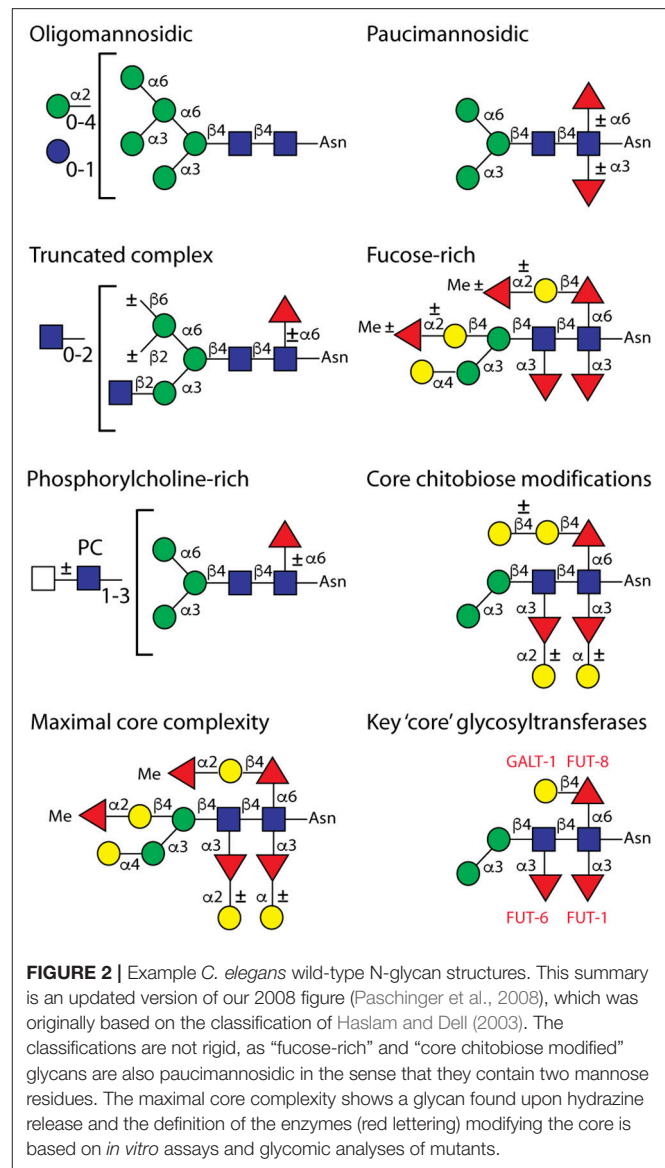 Oligomannosidic
α2
0-4
0-1
α6
α6
α3
β4
β4
Asn
α3
Paucimannosidic
α6
β4
β4
± α6
Asn
α3
± α3
Truncated complex
0-2
±
β6
±
β2
α6
β4
β4
± α6
Asn
β2
α3
Fucose-rich
Me ±
±
α2
β4
α6
Me ±
±
α2
β4
β4
β4
Asn
α4
α3
α3
α3
Phosphorylcholine-rich
±
PC
1-3
α6
β4
β4
± α6
Asn
α3
Core chitobiose modifications
±
β4
β4
α6
β4
β4
Asn
α3
α3
α3
α2
±
α
±
Maximal core complexity
Me
α2
β4
α6
Me
α2
β4
β4
β4
Asn
α4
α3
α3
α3
α2
±
α
±
Key 'core' glycosyltransferases
GALT-1 FUT-8
β4
α6
β4
β4
Asn
α3
α3
α3
FUT-6 FUT-1
FIGURE 2 | Example C. elegans wild-type N-glycan structures. This summary
is an updated version of our 2008 figure (Paschinger et al., 2008), which was
originally based on the classification of Haslam and Dell (2003). The
classifications are not rigid, as “fucose-rich” and “core chitobiose modified”
glycans are also paucimannosidic in the sense that they contain two mannose
residues. The maximal core complexity shows a glycan found upon hydrazine
release and the definition of the enzymes (red lettering) modifying the core is
based on in vitro assays and glycomic analyses of mutants.